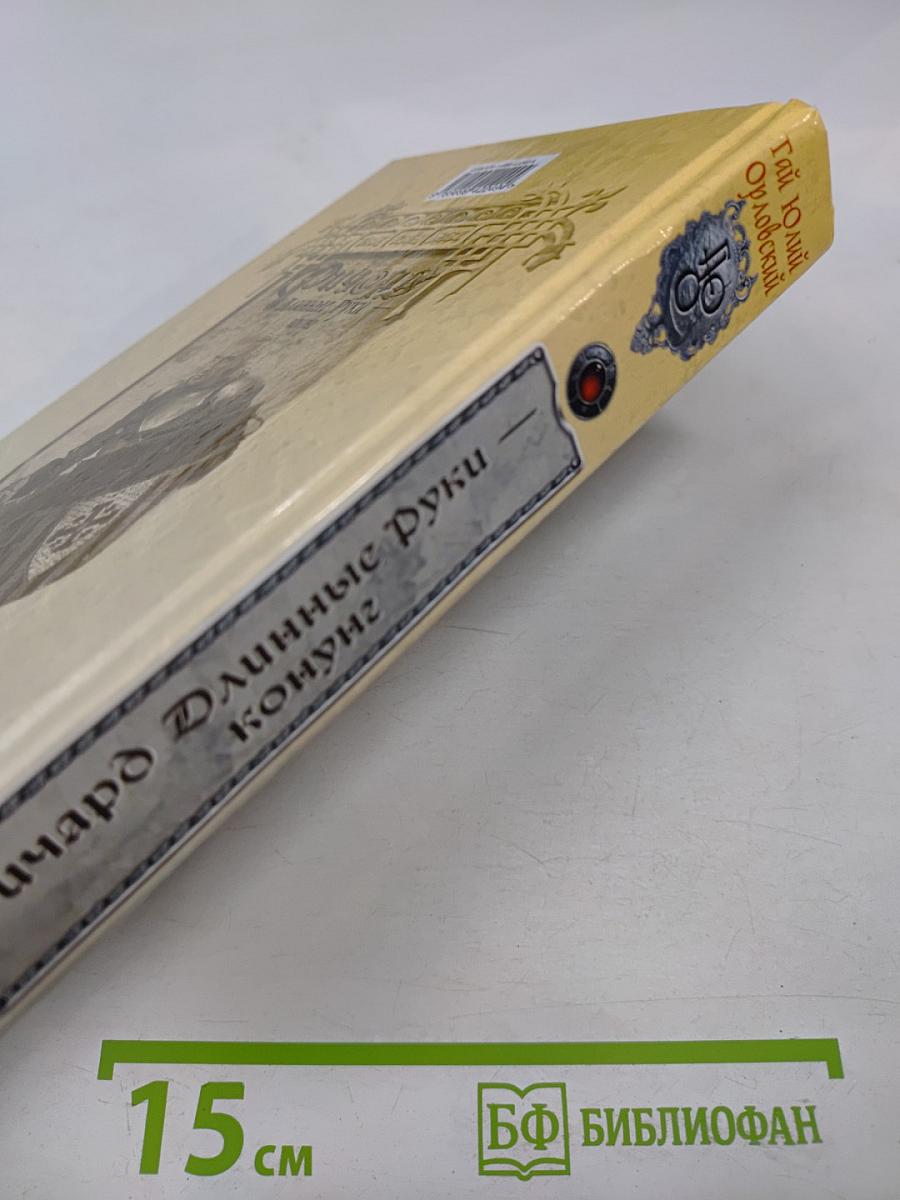 Гай Юлий
Орловский
ичард Длинные Руки —
конунг
15 см
БФ БИБЛИОФАН